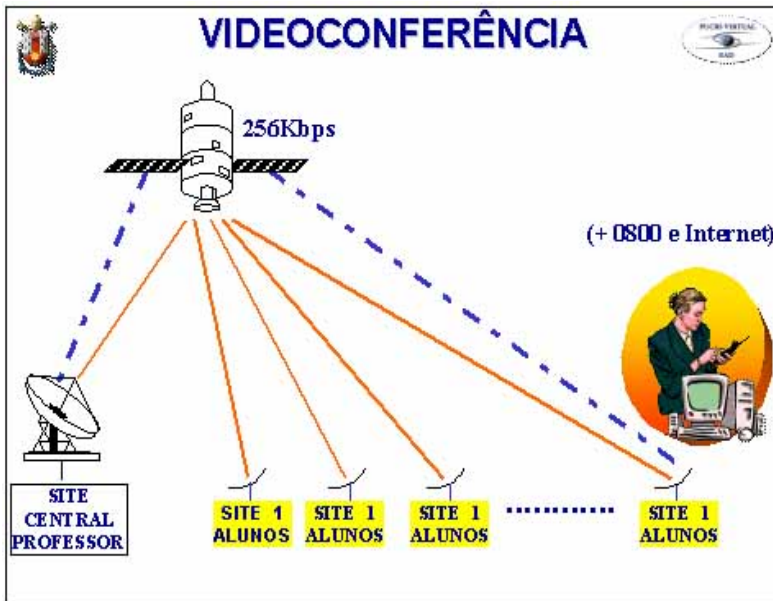 VIDEOCONFERÊNCIA
256Kbps
(+ 0800 e Internet)
SITE
CENTRAL
PROFESSOR
SITE 1
ALUNOS
SITE 1
ALUNOS
SITE 1
ALUNOS
SITE 1
ALUNOS